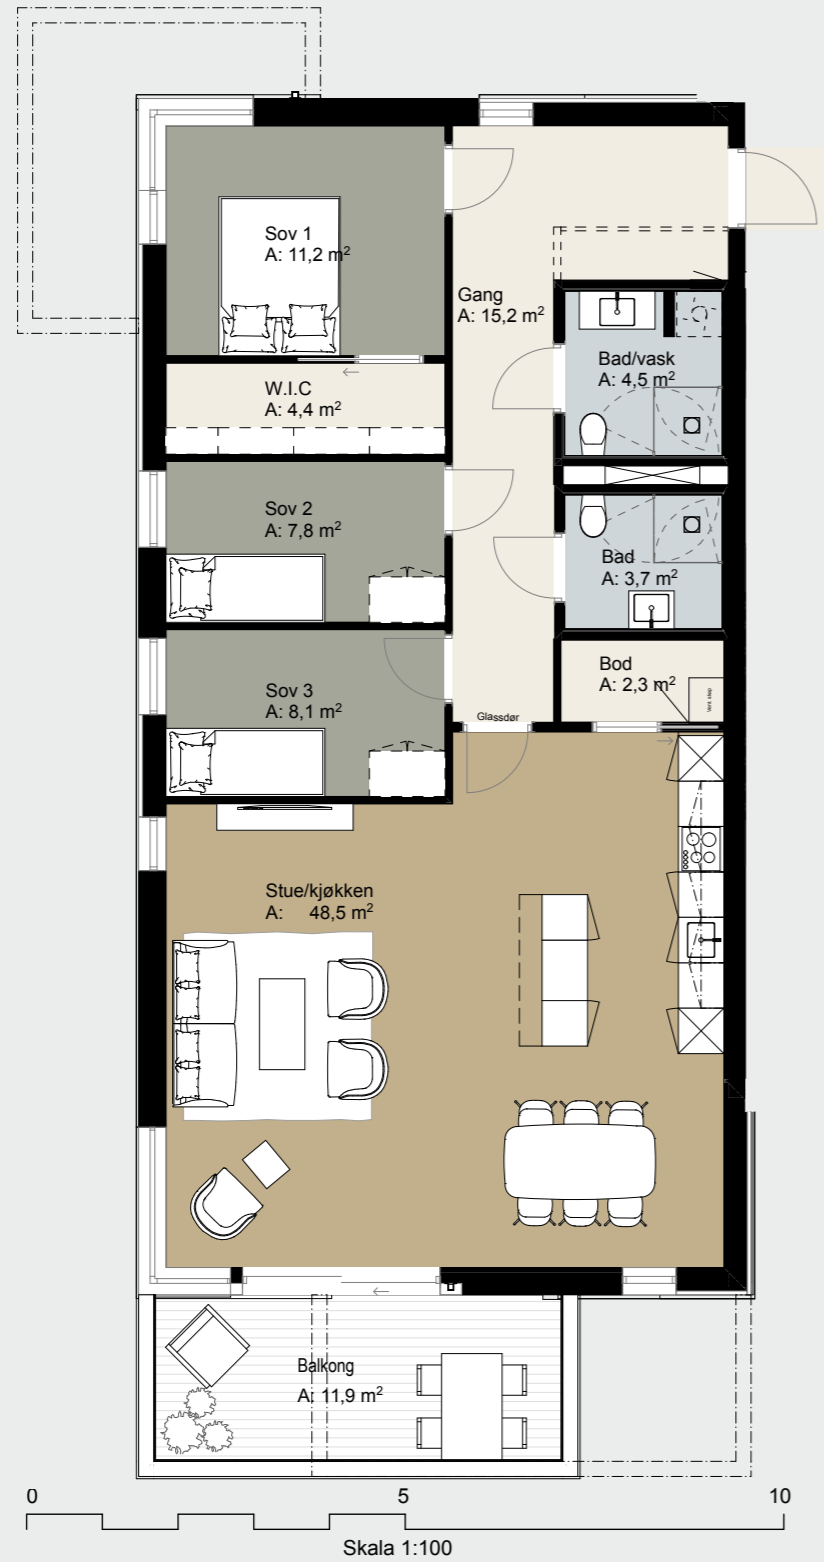 Sov 1
A: 11,2 m²
Gang
A: 15,2 m²
Bad/vask
A: 4,5 m²
W.I.C
A: 4,4 m²
Sov 2
A: 7,8 m²
Bad
A: 3,7 m²
Bod
A: 2,3 m²
Vent. skap
Sov 3
A: 8,1 m²
Glassdør
Stue/kjøkken
A: 48,5 m²
Balkong
A: 11,9 m²
0 5 10
Skala 1:100